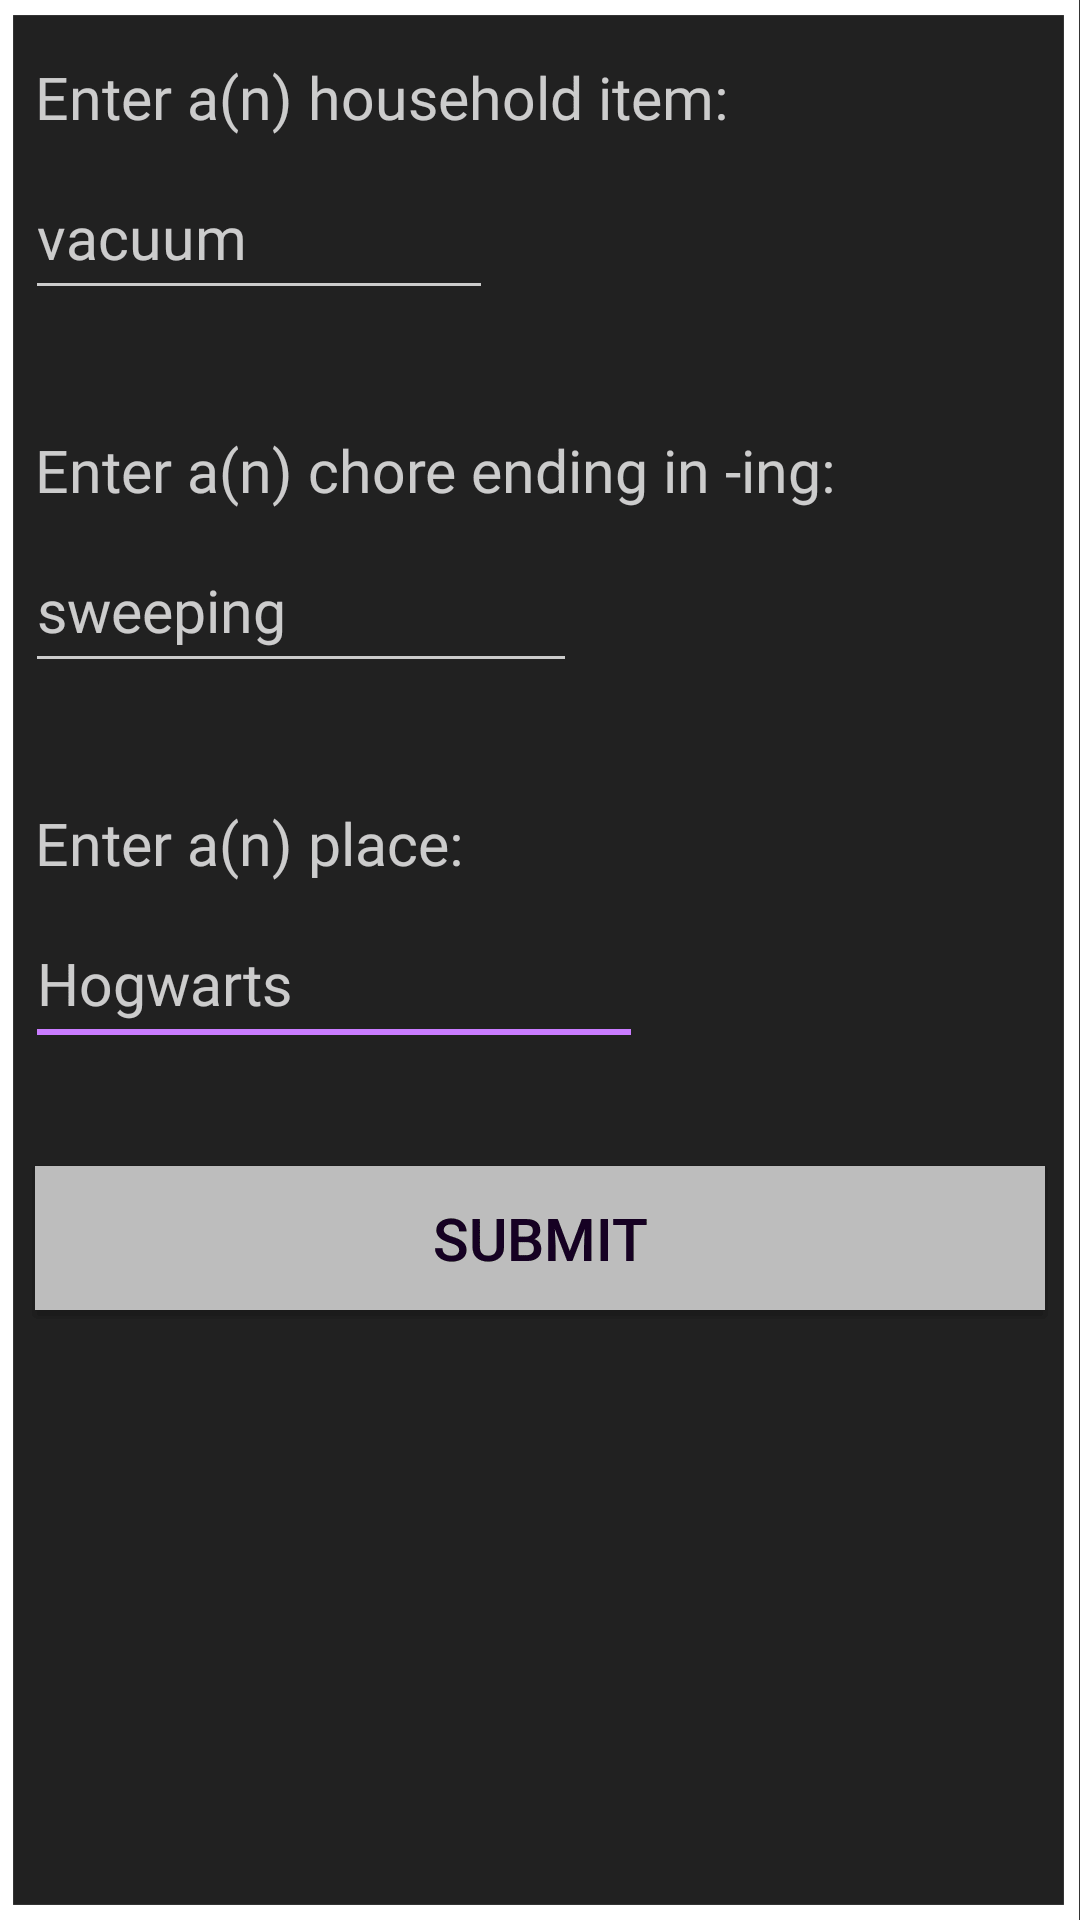 Enter a(n) household item:
vacuum
Enter a(n) chore ending in -ing:
sweeping
Enter a(n) place:
Hogwarts
SUBMIT